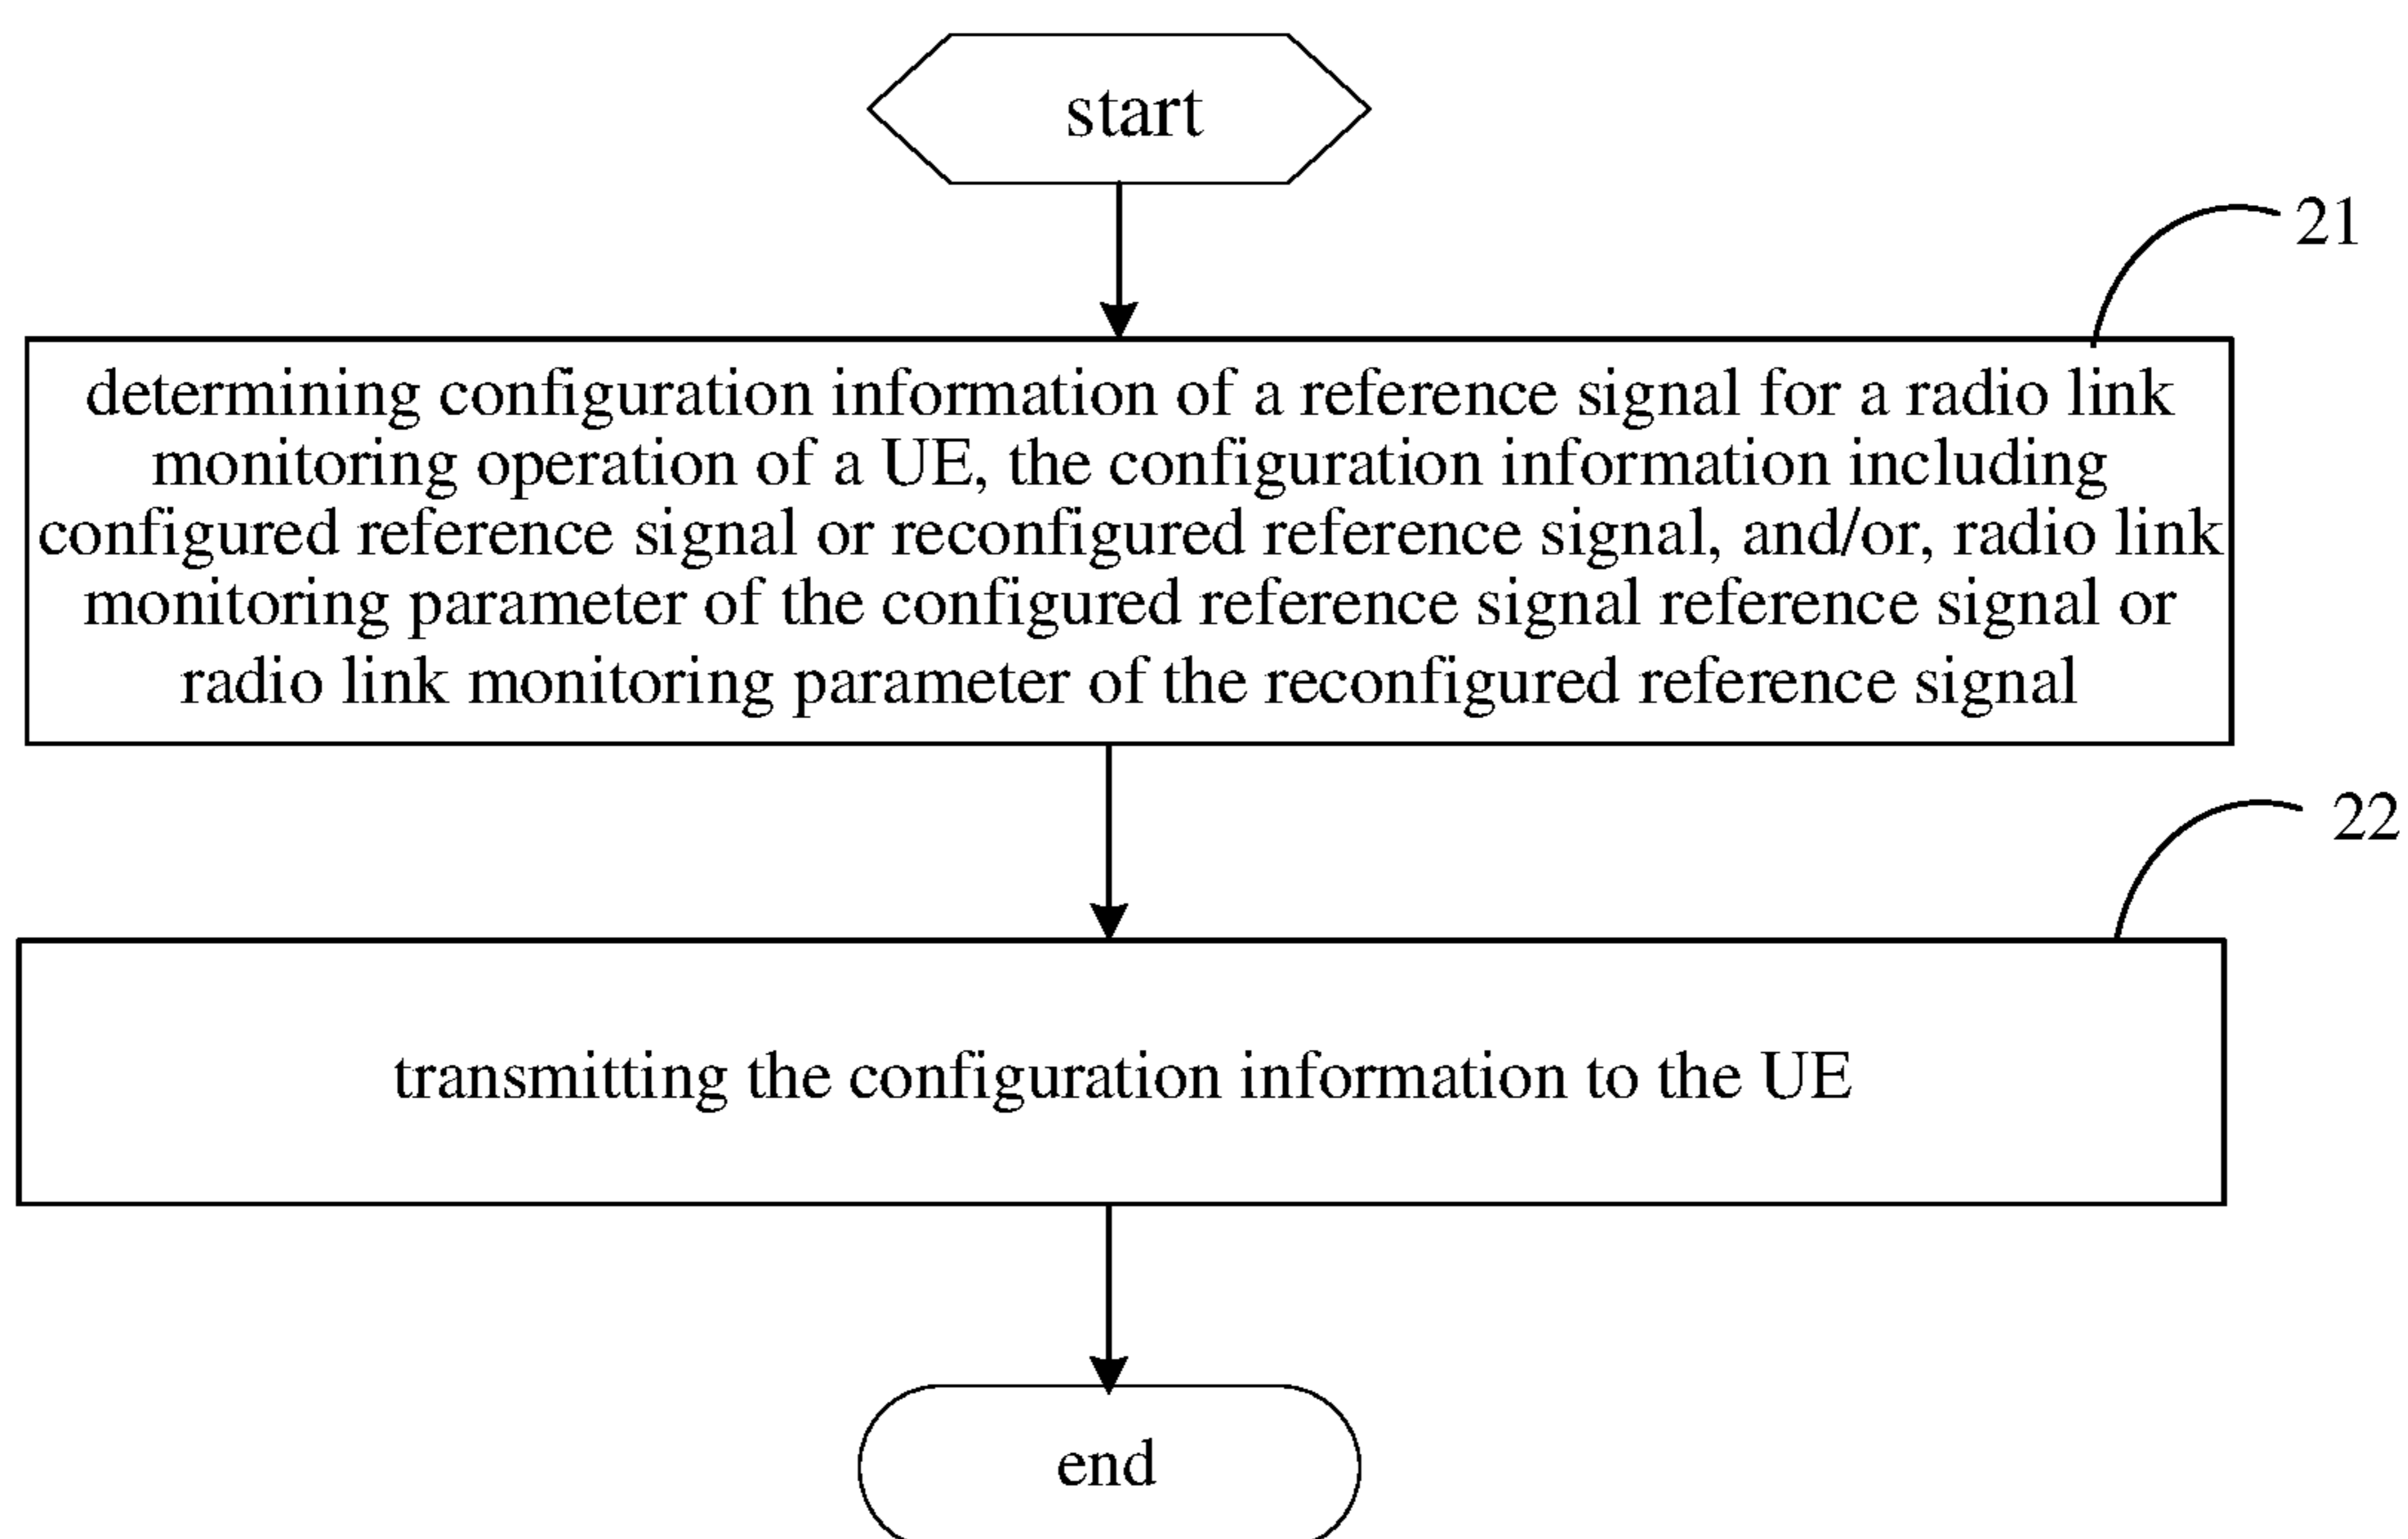 start
21
determining configuration information of a reference signal for a radio link
monitoring operation of a UE, the configuration information including
configured reference signal or reconfigured reference signal, and/or, radio link
monitoring parameter of the configured reference signal reference signal or
radio link monitoring parameter of the reconfigured reference signal
22
transmitting the configuration information to the UE
end